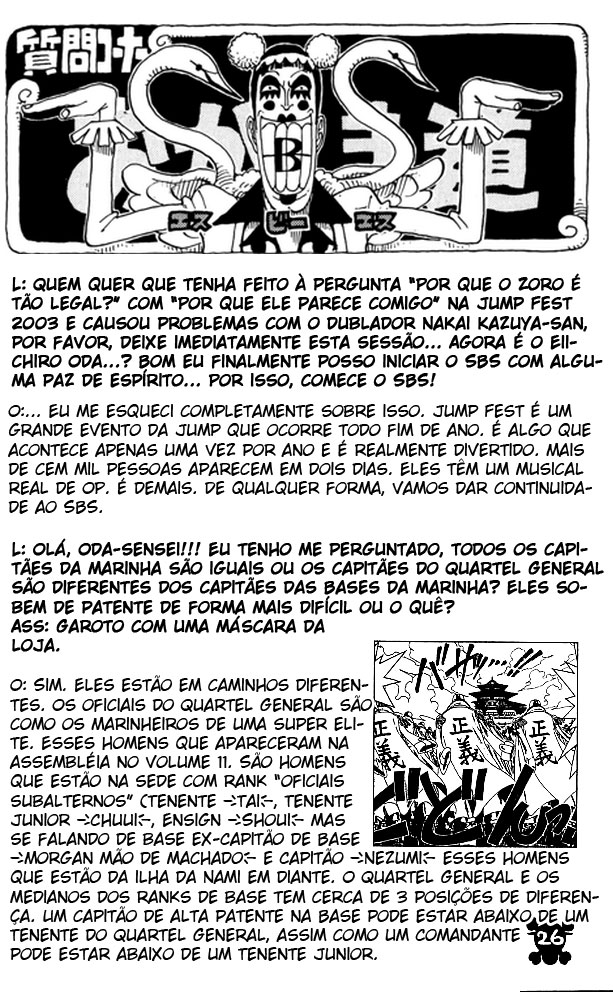 質問コーナー
エス ビー エス
B
L: QUEM QUER QUE TENHA FEITO À PERGUNTA "POR QUE O ZORO É
TÃO LEGAL?" COM "POR QUE ELE PARECE COMIGO" NA JUMP FEST
2003 E CAUSOU PROBLEMAS COM O DUBLADOR NAKAI KAZUYA-SAN,
POR FAVOR, DEIXE IMEDIATAMENTE ESTA SESSÃO... AGORA É O EII-
CHIRO ODA...? BOM EU FINALMENTE POSSO INICIAR O SBS COM ALGU-
MA PAZ DE ESPÍRITO... POR ISSO, COMECE O SBS!
O:... EU ME ESQUECI COMPLETAMENTE SOBRE ISSO. JUMP FEST É UM
GRANDE EVENTO DA JUMP QUE OCORRE TODO FIM DE ANO. É ALGO QUE
ACONTECE APENAS UMA VEZ POR ANO E É REALMENTE DIVERTIDO. MAIS
DE CEM MIL PESSOAS APARECEM EM DOIS DIAS. ELES TÊM UM MUSICAL
REAL DE OP. É DEMAIS. DE QUALQUER FORMA, VAMOS DAR CONTINUIDA-
DE AO SBS.
L: OLÁ, ODA-SENSEI!!! EU TENHO ME PERGUNTADO, TODOS OS CAPI-
TÃES DA MARINHA SÃO IGUAIS OU OS CAPITÃES DO QUARTEL GENERAL
SÃO DIFERENTES DOS CAPITÃES DAS BASES DA MARINHA? ELES SO-
BEM DE PATENTE DE FORMA MAIS DIFÍCIL OU O QUÊ?
ASS: GAROTO COM UMA MÁSCARA DA
LOJA.
O: SIM. ELES ESTÃO EM CAMINHOS DIFEREN-
TES. OS OFICIAIS DO QUARTEL GENERAL SÃO
COMO OS MARINHEIROS DE UMA SUPER ELI-
TE. ESSES HOMENS QUE APARECERAM NA
ASSEMBLÉIA NO VOLUME 11. SÃO HOMENS
QUE ESTÃO NA SEDE COM RANK "OFICIAIS
SUBALTERNOS" (TENENTE ->TAI<-, TENENTE
JUNIOR ->CHUUI<-, ENSIGN ->SHOUI<- MAS
SE FALANDO DE BASE EX-CAPITÃO DE BASE
->MORGAN MÃO DE MACHADO<- E CAPITÃO ->NEZUMI<- ESSES HOMENS
QUE ESTÃO DA ILHA DA NAMI EM DIANTE. O QUARTEL GENERAL E OS
MEDIANOS DOS RANKS DE BASE TEM CERCA DE 3 POSIÇÕES DE DIFEREN-
ÇA. UM CAPITÃO DE ALTA PATENTE NA BASE PODE ESTAR ABAIXO DE UM
TENENTE DO QUARTEL GENERAL, ASSIM COMO UM COMANDANTE
PODE ESTAR ABAIXO DE UM TENENTE JUNIOR.
正義
正義
正義
26